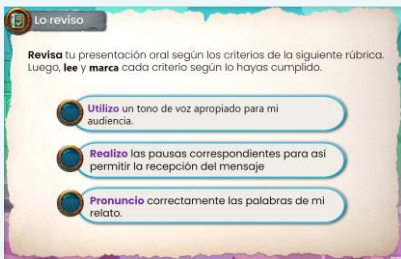 Lo reviso
Revisa tu presentación oral según los criterios de la siguiente rúbrica.
Luego, lee y marca cada criterio según lo hayas cumplido.
Utilizo un tono de voz apropiado para mi
audiencia.
Realizo las pausas correspondientes para así
permitir la recepción del mensaje
Pronuncio correctamente las palabras de mi
relato.